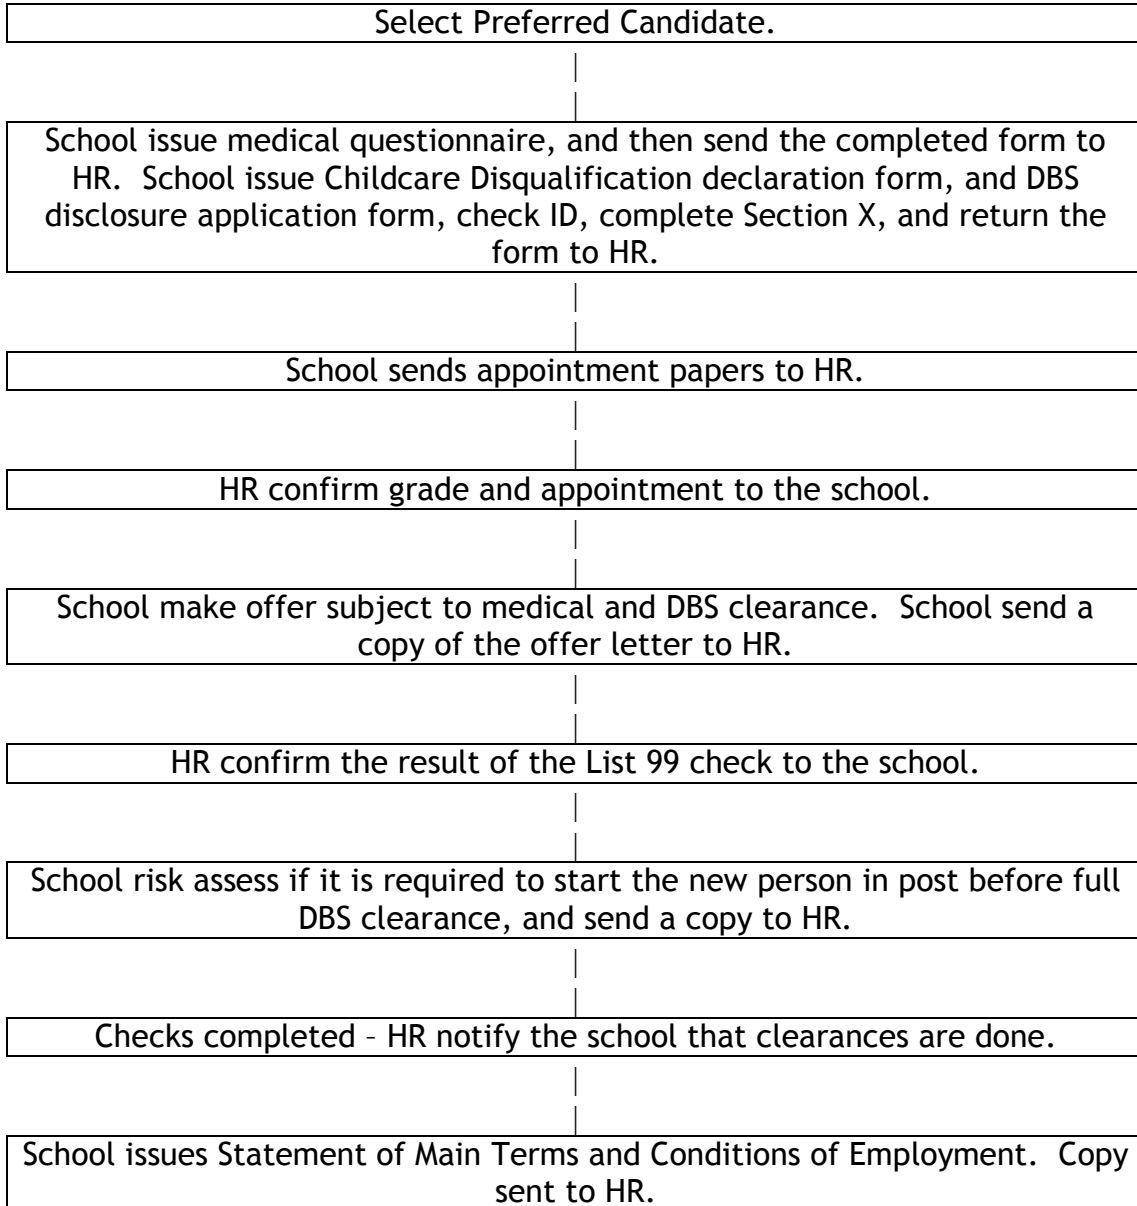 Select Preferred Candidate.
School issue medical questionnaire, and then send the completed form to
HR.  School issue Childcare Disqualification declaration form, and DBS
disclosure application form, check ID, complete Section X, and return the
form to HR.
School sends appointment papers to HR.
HR confirm grade and appointment to the school.
School make offer subject to medical and DBS clearance.  School send a
copy of the offer letter to HR.
HR confirm the result of the List 99 check to the school.
School risk assess if it is required to start the new person in post before full
DBS clearance, and send a copy to HR.
Checks completed – HR notify the school that clearances are done.
School issues Statement of Main Terms and Conditions of Employment.  Copy
sent to HR.